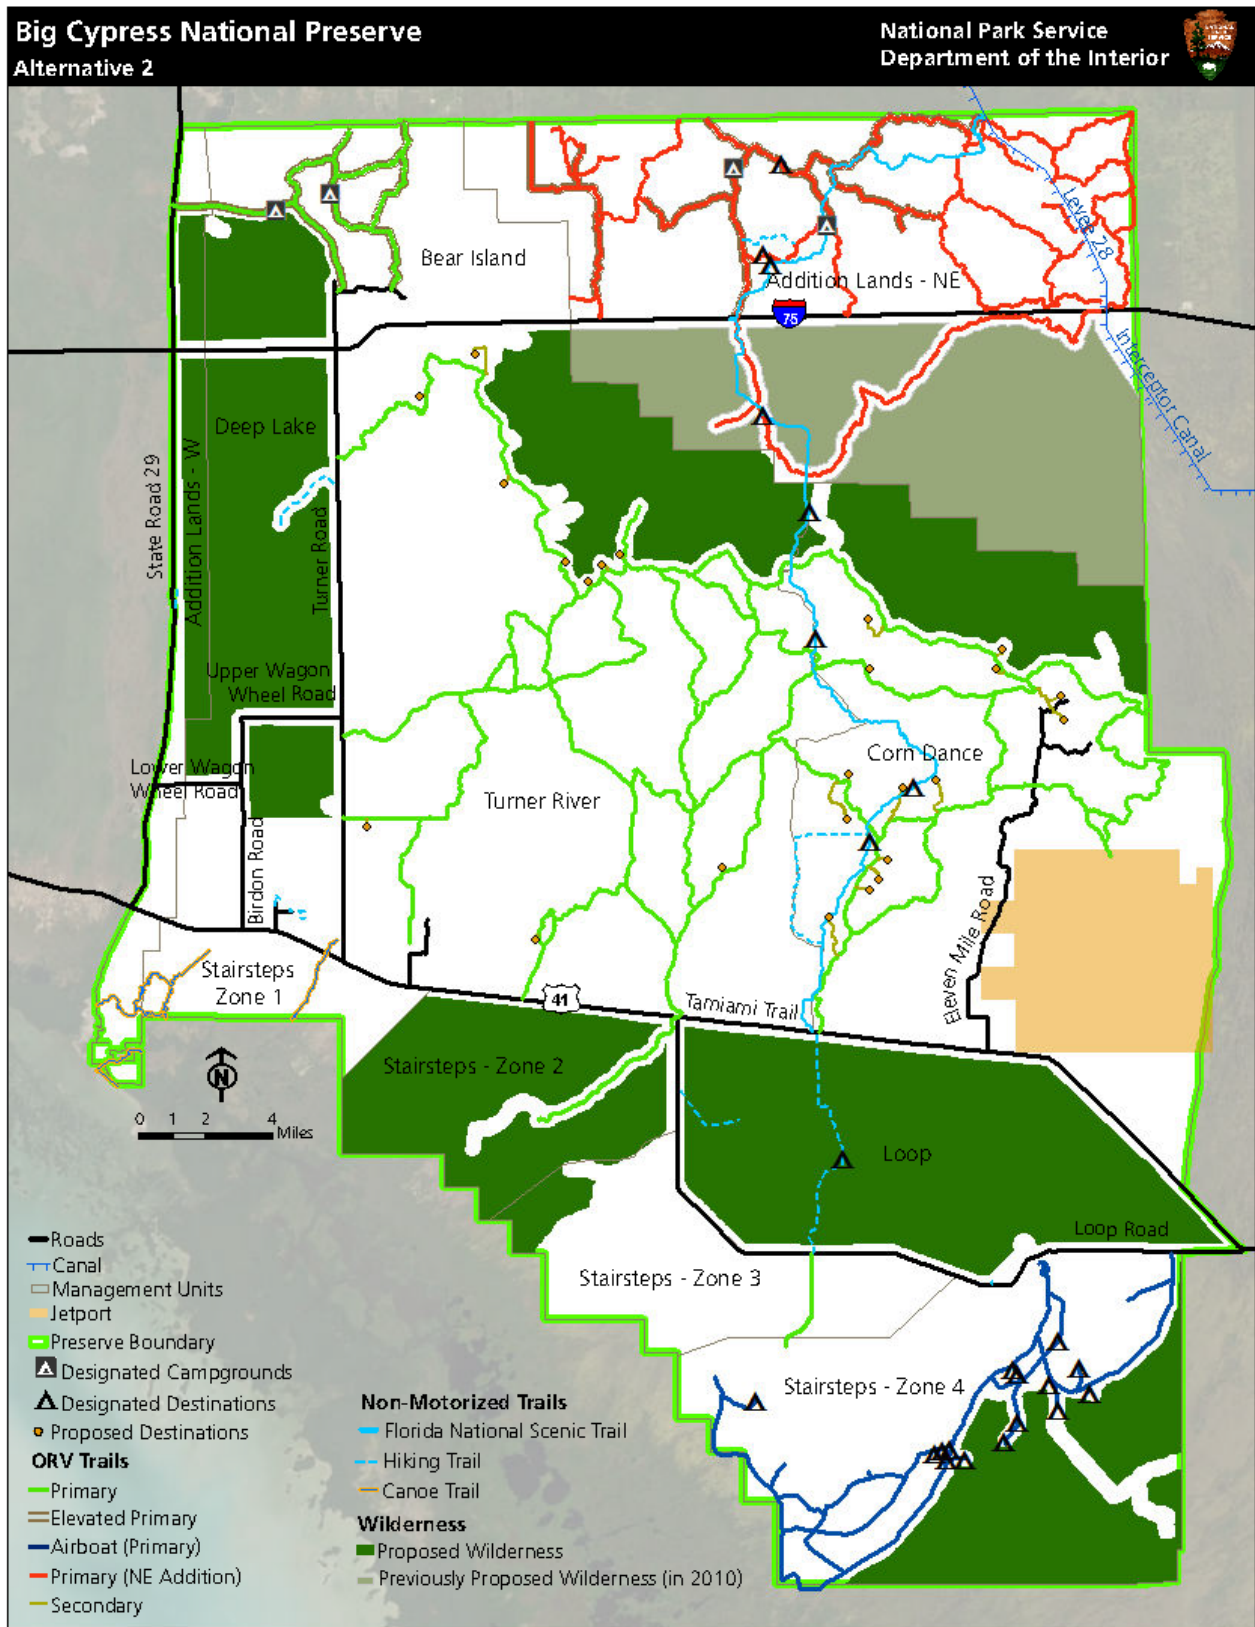 Big Cypress National Preserve
Alternative 2
National Park Service
Department of the Interior
Bear Island
Addition Lands - NE
Levee 28
75
Interceptor Canal
Deep Lake
State Road 29
Addition Lands - W
Turner Road
Upper Wagon
Wheel Road
Lower Wagon
Wheel Road
Corn Dance
Turner River
Birdon Road
Eleven Mile Road
Stairsteps
Zone 1
41
Tamiami Trail
Stairsteps - Zone 2
N
0 1 2 4
Miles
Loop
Loop Road
Stairsteps - Zone 3
Stairsteps - Zone 4
Roads
Canal
Management Units
Jetport
Preserve Boundary
Designated Campgrounds
Designated Destinations
Proposed Destinations
ORV Trails
Primary
Elevated Primary
Airboat (Primary)
Primary (NE Addition)
Secondary
Non-Motorized Trails
Florida National Scenic Trail
Hiking Trail
Canoe Trail
Wilderness
Proposed Wilderness
Previously Proposed Wilderness (in 2010)